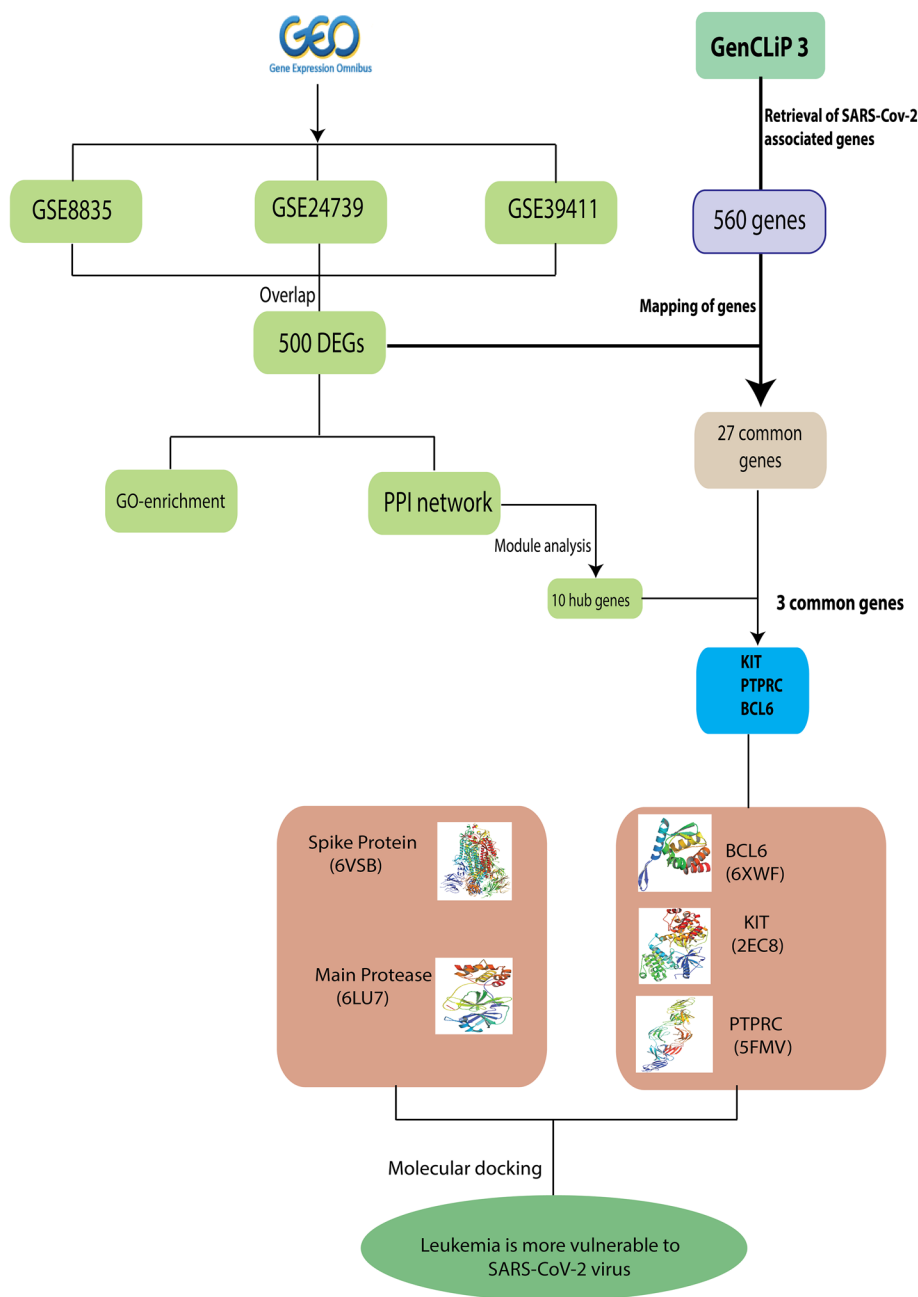 GEO
Gene Expression Omnibus
GenCLiP 3
Retrieval of SARS-Cov-2
associated genes
GSE8835
GSE24739
GSE39411
560 genes
Overlap
Mapping of genes
500 DEGs
27 common
genes
GO-enrichment
PPI network
Module analysis
10 hub genes
3 common genes
KIT
PTPRC
BCL6
Spike Protein
(6VSB)
Main Protease
(6LU7)
BCL6
(6XWF)
KIT
(2EC8)
PTPRC
(5FMV)
Molecular docking
Leukemia is more vulnerable to
SARS-CoV-2 virus